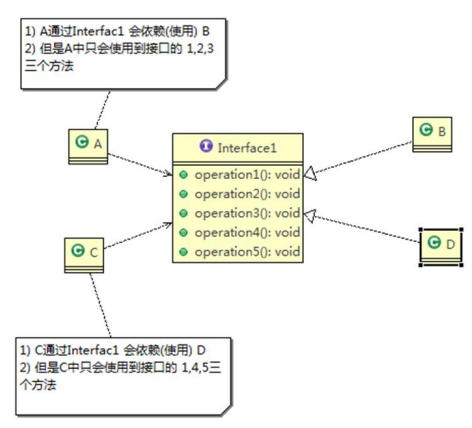 1) A通过Interfac1 会依赖(使用) B
2) 但是A中只会使用到接口的 1,2,3
三个方法
C A
I Interface1
operation1(): void
operation2(): void
operation3(): void
operation4(): void
operation5(): void
C B
C D
C C
1) C通过Interfac1 会依赖(使用) D
2) 但是C中只会使用到接口的 1,4,5三
个方法